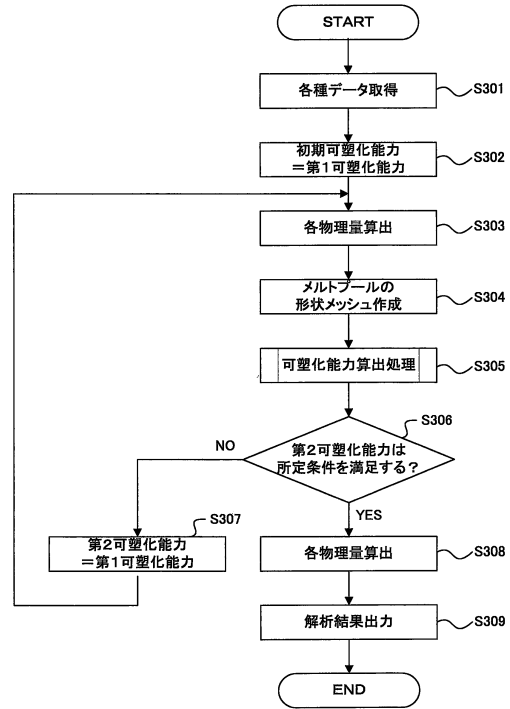 START
各種データ取得
S301
初期可塑化能力
＝第１可塑化能力
S302
各物理量算出
S303
メルトプールの
形状メッシュ作成
S304
可塑化能力算出処理
S305
S306
第２可塑化能力は
所定条件を満足する？
NO
YES
S307
第２可塑化能力
＝第１可塑化能力
各物理量算出
S308
解析結果出力
S309
END